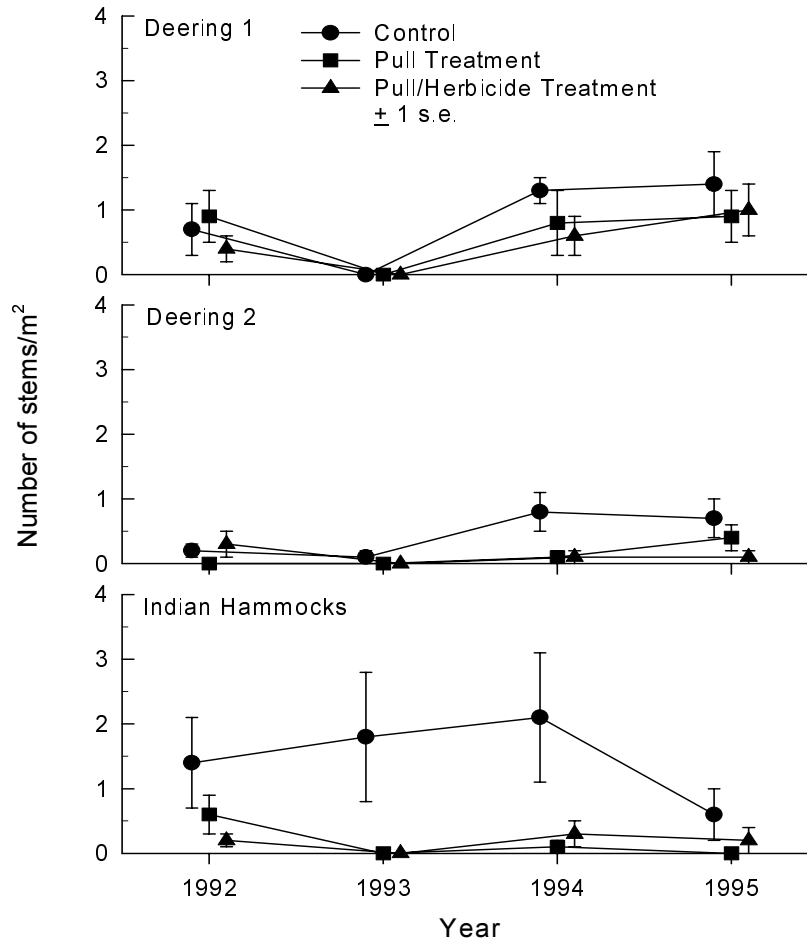 Deering 1
Control
Pull Treatment
Pull/Herbicide Treatment
± 1 s.e.
4
3
2
1
0
Deering 2
4
3
2
1
0
Number of stems/m²
Indian Hammocks
4
3
2
1
0
1992 1993 1994 1995
Year